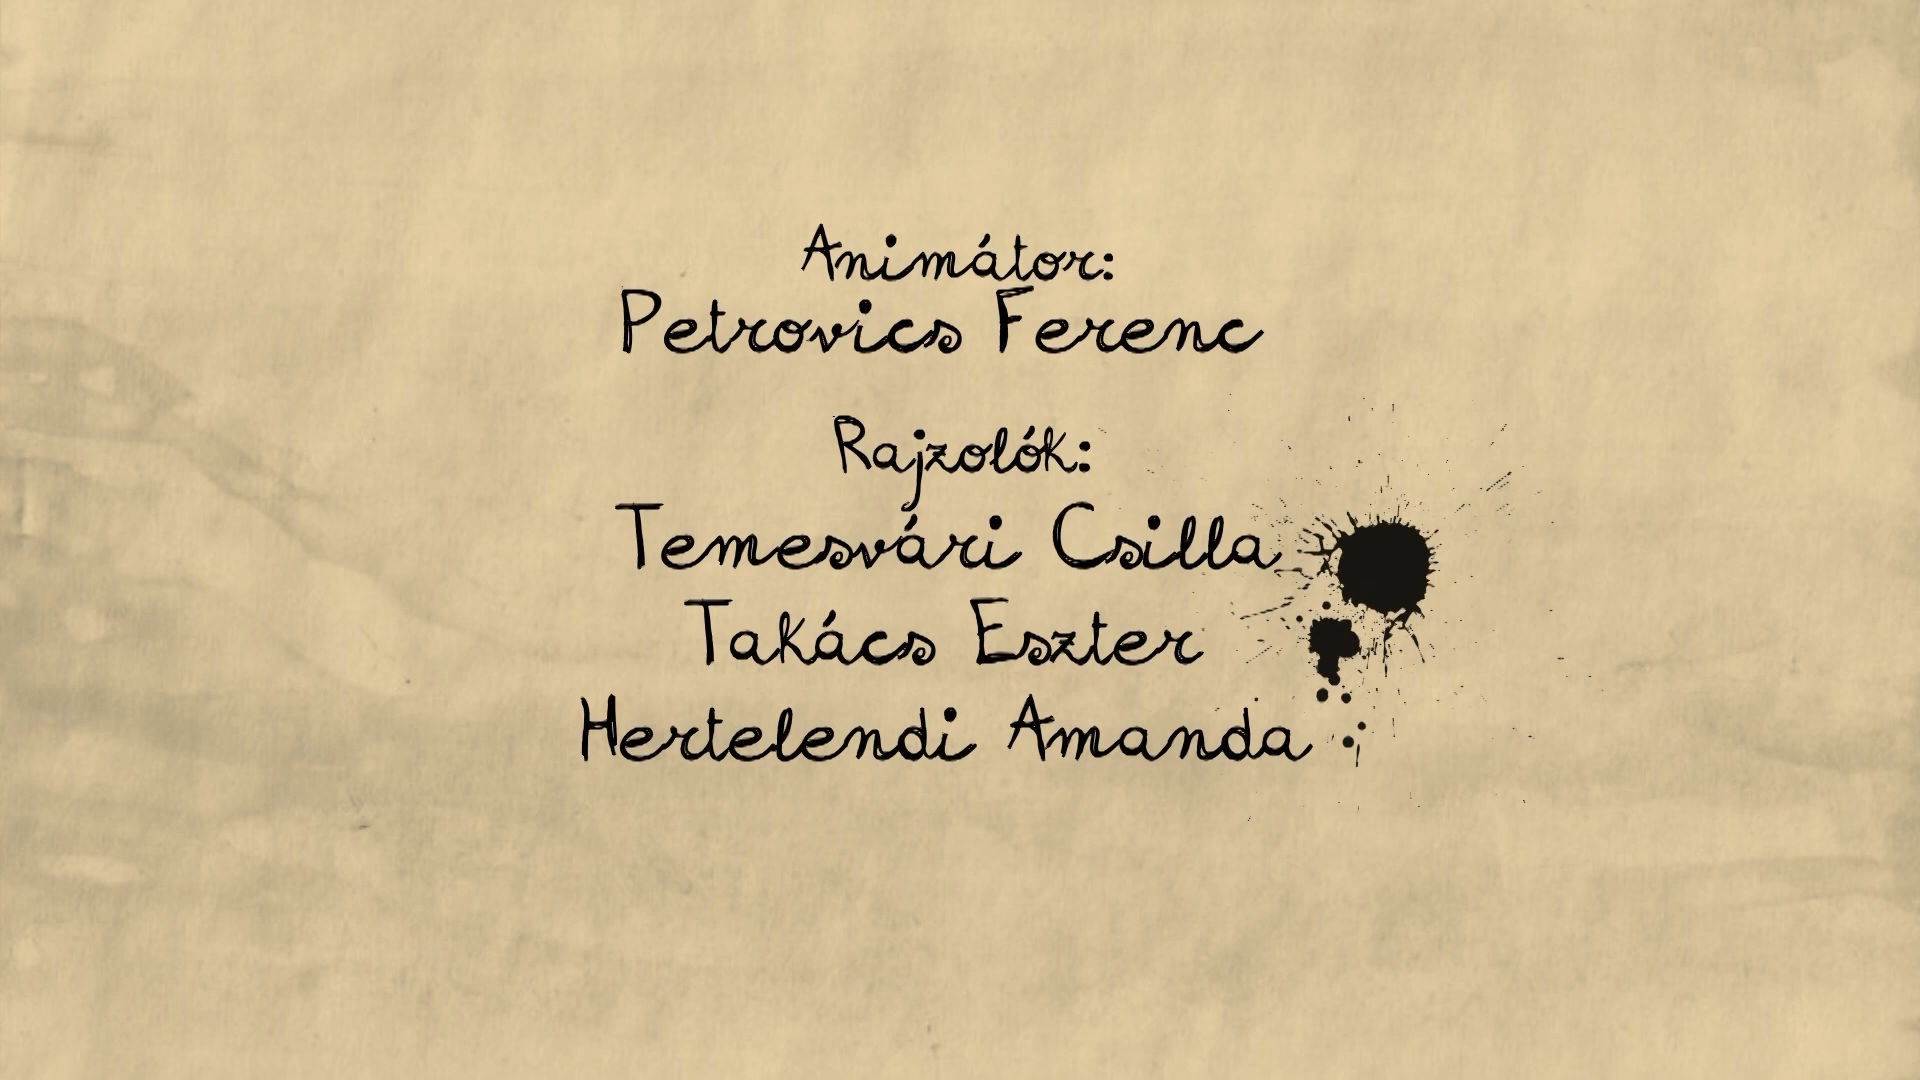 Animátor:
Petrovics Ferenc
Rajzolók:
Temesvári Csilla
Takács Eszter
Hertelendi Amanda